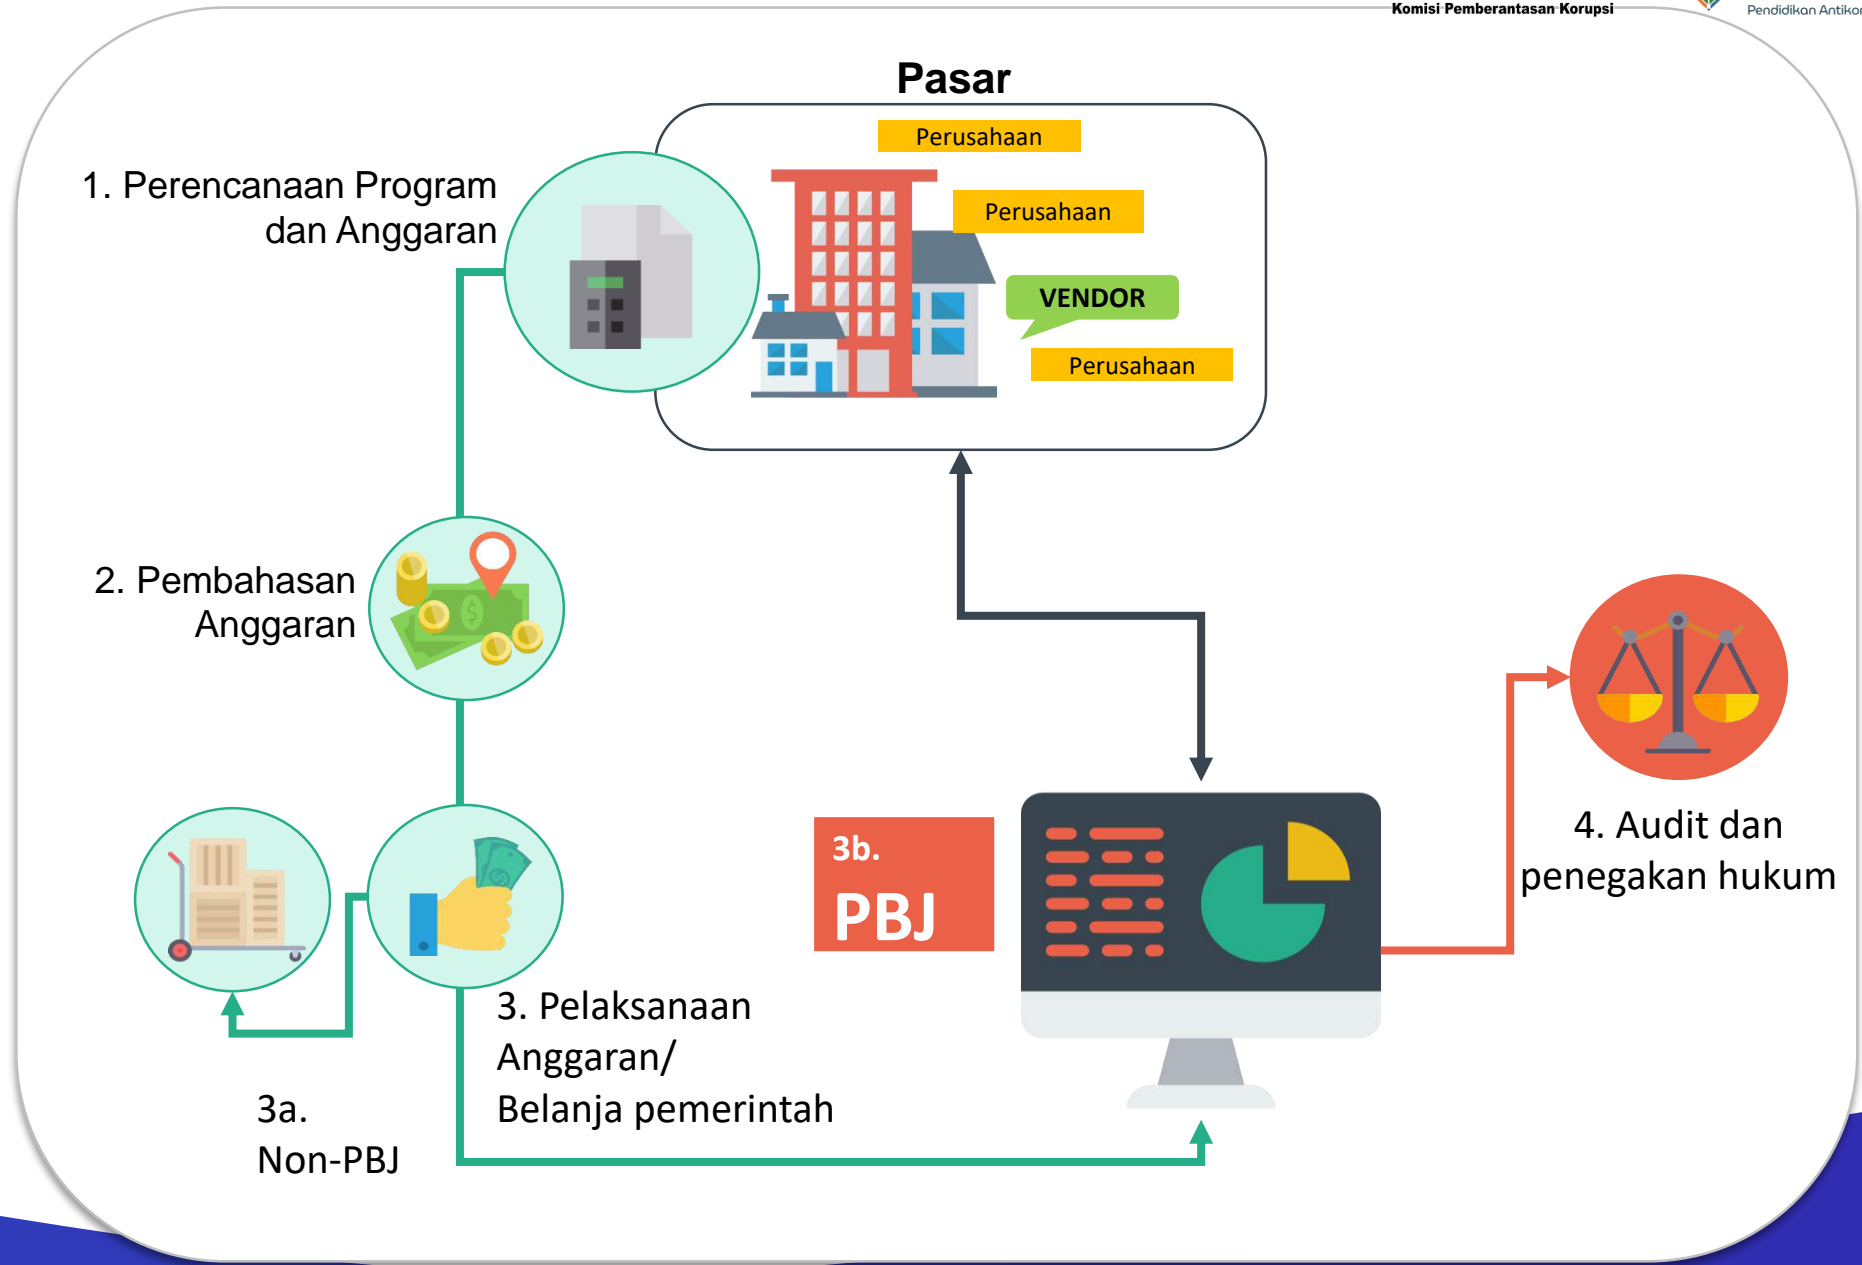 Komisi Pemberantasan Korupsi
Pendidikan
Pasar
Perusahaan
1. Perencanaan Program
dan Anggaran
Perusahaan
VENDOR
Perusahaan
2. Pembahasan
Anggaran
3b.
PBJ
4. Audit dan
penegakan hukum
3. Pelaksanaan
Anggaran/
Belanja pemerintah
3a.
Non-PBJ